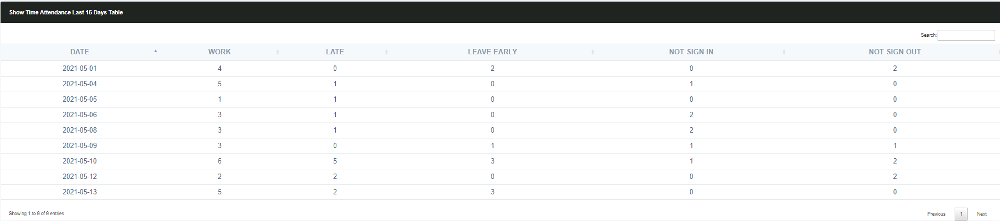 Show Time Attendance Last 15 Days Table
Search:
DATE WORK LATE LEAVE EARLY NOT SIGN IN NOT SIGN OUT
2021-05-01 4 0 2 0 2
2021-05-04 5 1 0 1 0
2021-05-05 1 1 0 0 0
2021-05-06 3 1 0 2 0
2021-05-08 3 1 0 2 0
2021-05-09 3 0 1 1 1
2021-05-10 6 5 3 1 2
2021-05-12 2 2 0 0 2
2021-05-13 5 2 3 0 0
Showing 1 to 9 of 9 entries Previous 1 Next